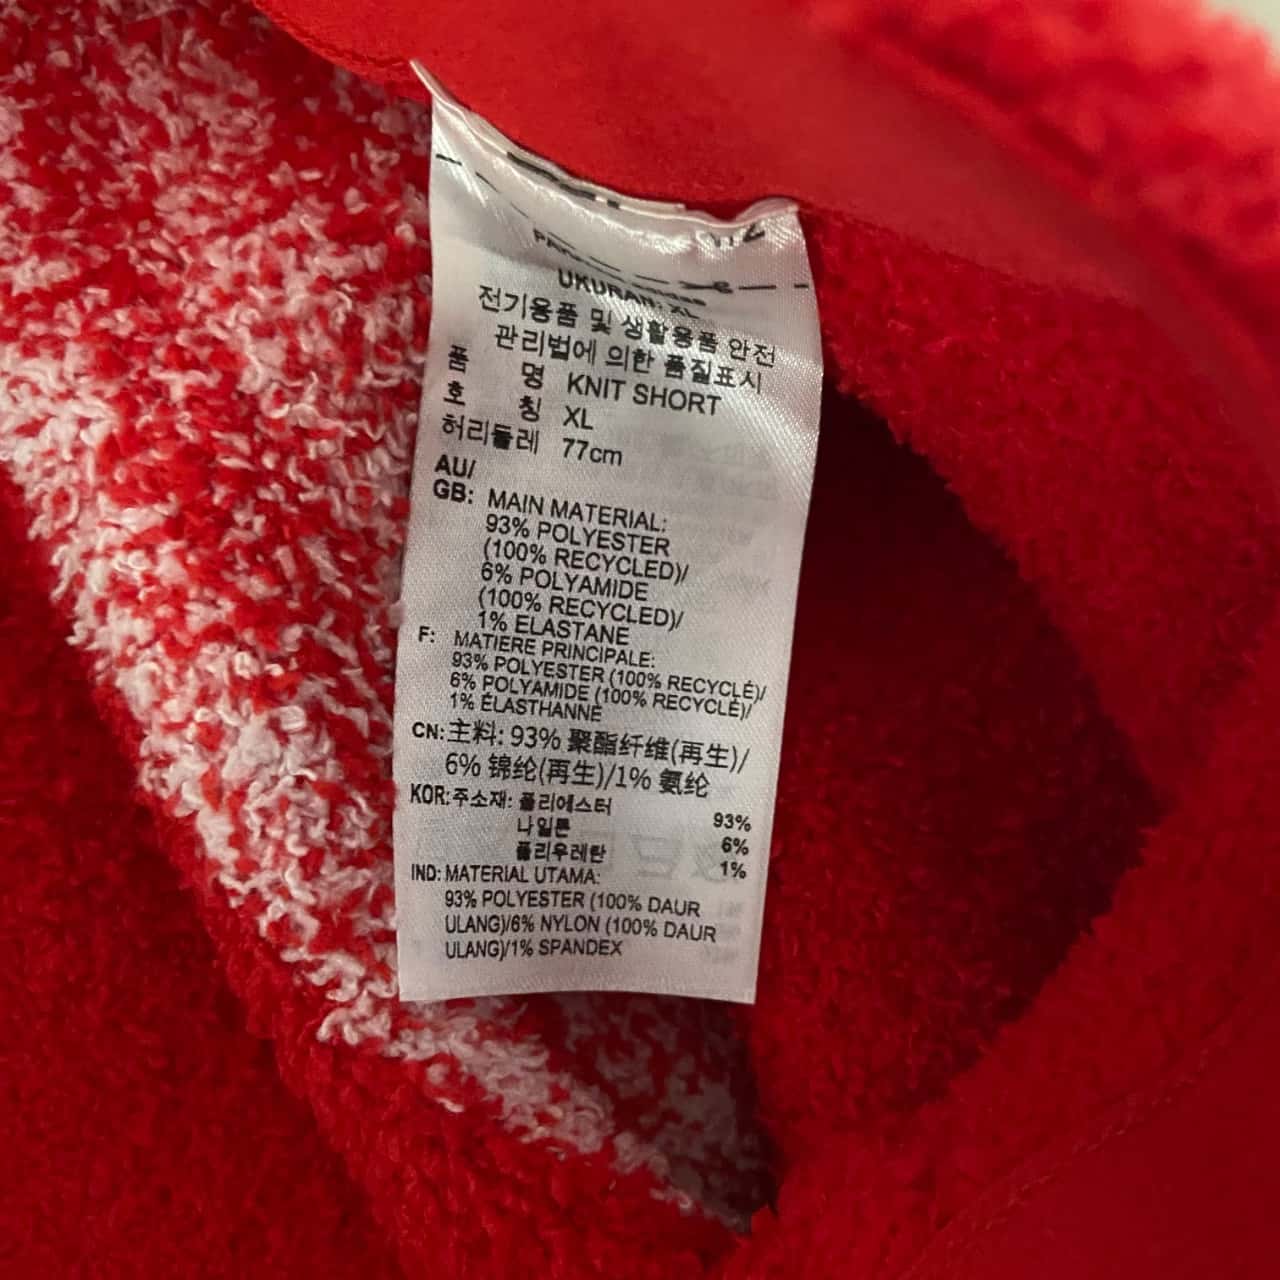 UKURAN: XL
전기용품 및 생활용품 안전
관리법에 의한 품질표시
품 명 KNIT SHORT
호 칭 XL
허리둘레 77cm
AU/
GB: MAIN MATERIAL:
93% POLYESTER
(100% RECYCLED)/
6% POLYAMIDE
(100% RECYCLED)/
1% ELASTANE
F: MATIERE PRINCIPALE:
93% POLYESTER (100% RECYCLÉ)/
6% POLYAMIDE (100% RECYCLÉ)/
1% ÉLASTHANNE
CN: 主料: 93% 聚酯纤维(再生)/
6% 锦纶(再生)/1% 氨纶
KOR: 주소재: 폴리에스터 93%
나일론 6%
폴리우레탄 1%
IND: MATERIAL UTAMA:
93% POLYESTER (100% DAUR
ULANG)/6% NYLON (100% DAUR
ULANG)/1% SPANDEX